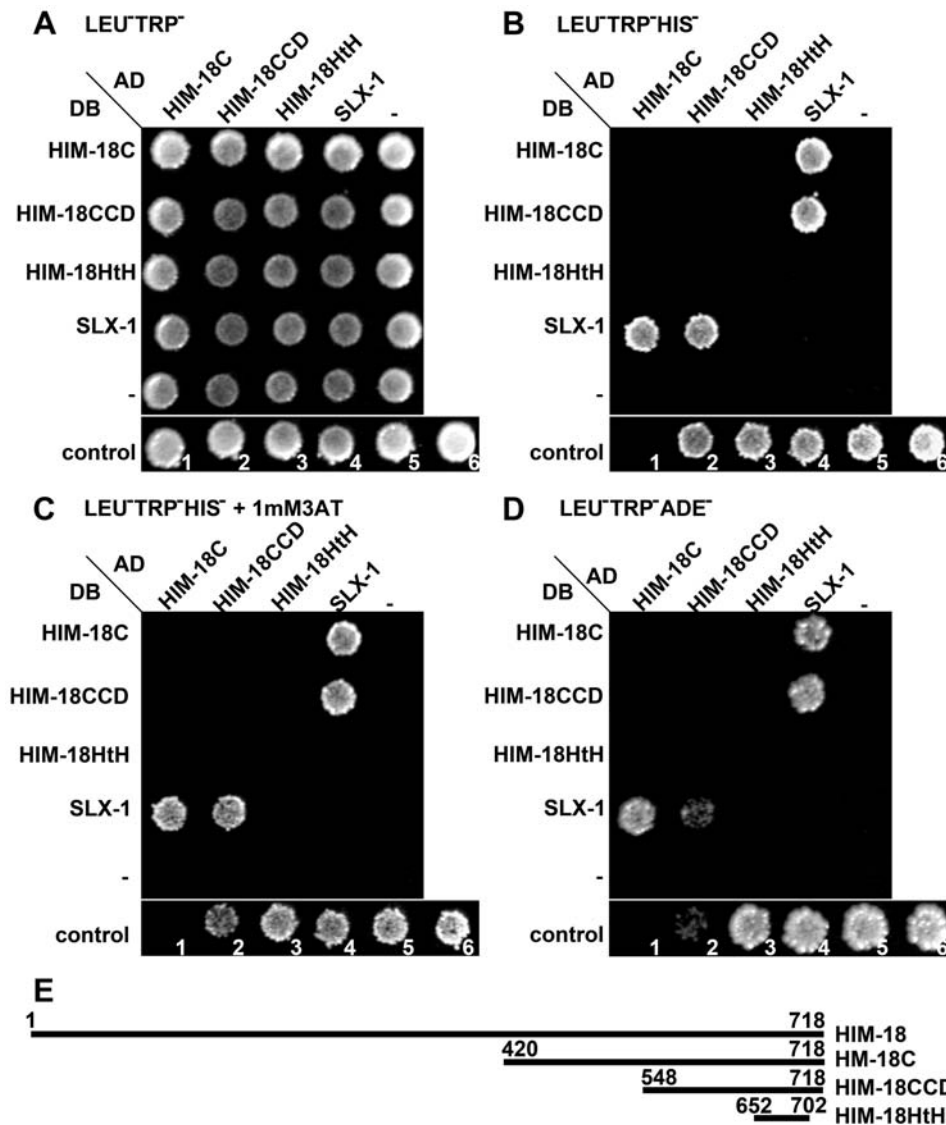 A LEU⁻TRP⁻
AD
DB
HIM-18C
HIM-18CCD
HIM-18HtH
SLX-1
-
HIM-18C
HIM-18CCD
HIM-18HtH
SLX-1
-
control 1 2 3 4 5 6
B LEU⁻TRP⁻HIS⁻
AD
DB
HIM-18C
HIM-18CCD
HIM-18HtH
SLX-1
-
HIM-18C
HIM-18CCD
HIM-18HtH
SLX-1
-
control 1 2 3 4 5 6
C LEU⁻TRP⁻HIS⁻ + 1mM3AT
AD
DB
HIM-18C
HIM-18CCD
HIM-18HtH
SLX-1
-
HIM-18C
HIM-18CCD
HIM-18HtH
SLX-1
-
control 1 2 3 4 5 6
D LEU⁻TRP⁻ADE⁻
AD
DB
HIM-18C
HIM-18CCD
HIM-18HtH
SLX-1
-
HIM-18C
HIM-18CCD
HIM-18HtH
SLX-1
-
control 1 2 3 4 5 6
E
1 718 HIM-18
420 718 HM-18C
548 718 HIM-18CCD
652 702 HIM-18HtH